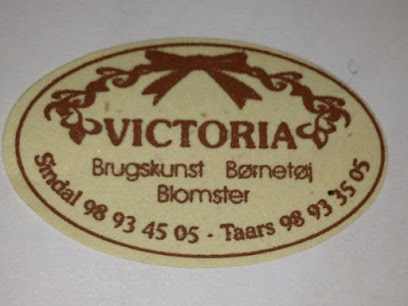 VICTORIA
Brugskunst Børnetøj
Blomster
Sindal 98 93 45 05 - Taars 98 93 35 05